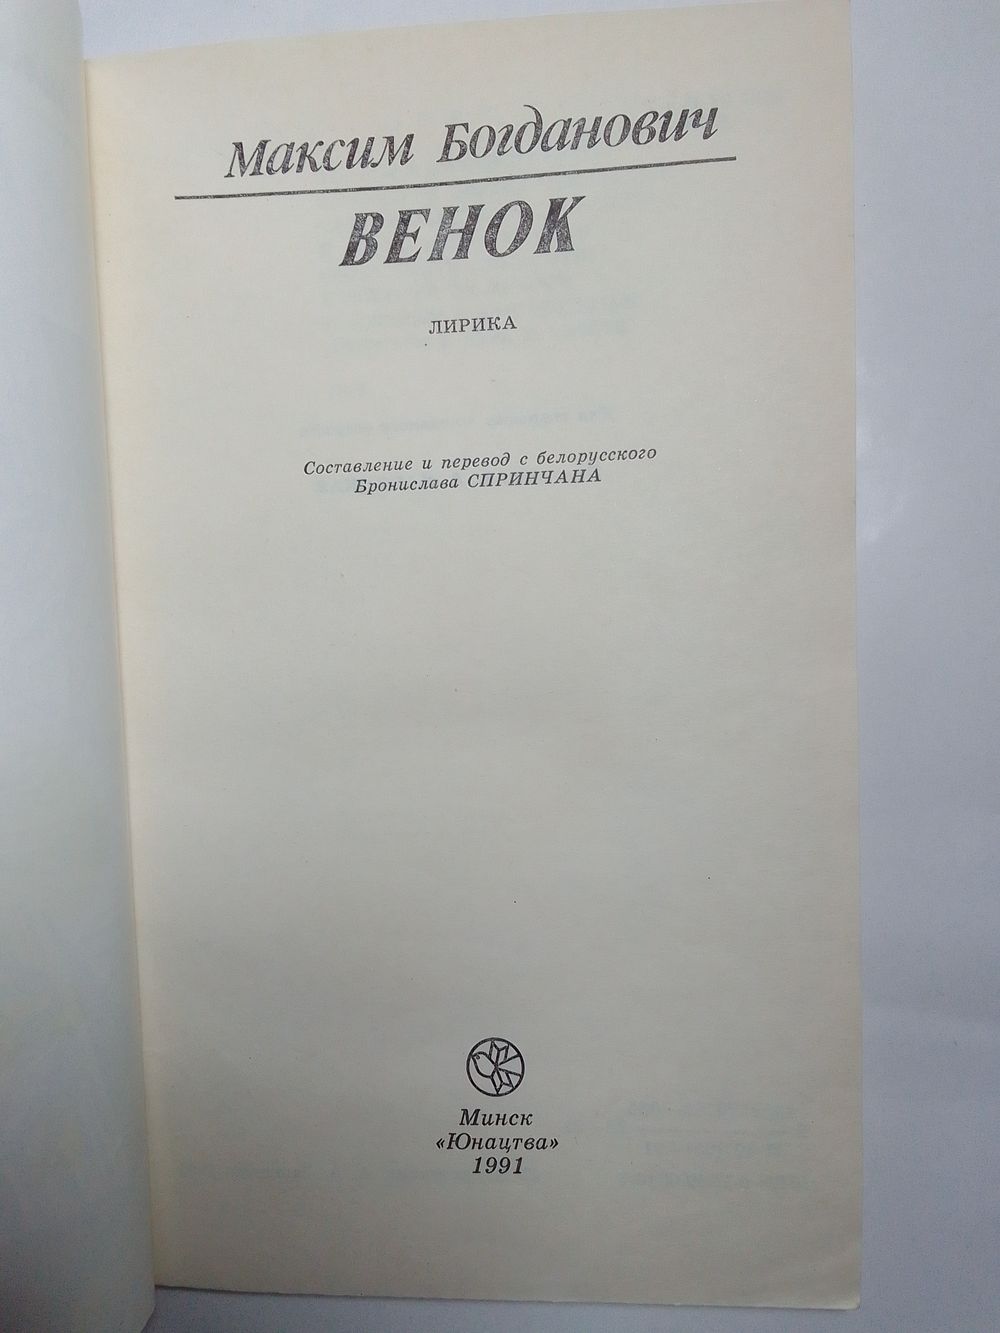 Максим Богданович
ВЕНОК
ЛИРИКА
Составление и перевод с белорусского
Бронислава СПРИНЧАНА
Минск
«Юнацтва»
1991